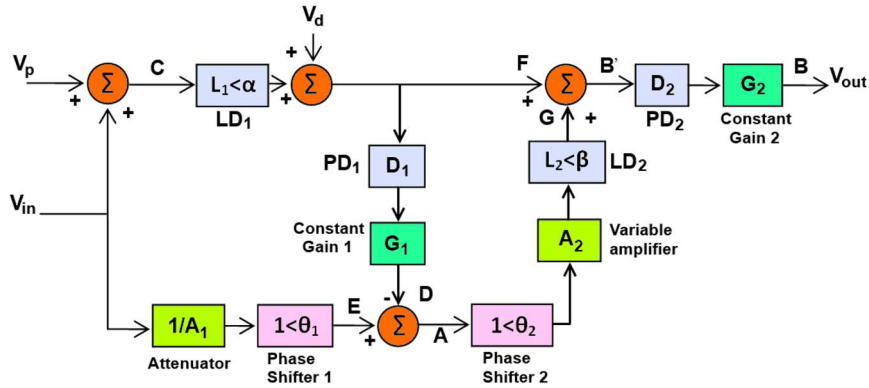 V_d
V_p
Σ
C
L₁<α
LD₁
Σ
F
Σ
B'
D₂
PD₂
G₂
Constant
Gain 2
B
V_out
+
+
+
+
+
+
G
PD₁
D₁
L₂<β
LD₂
V_in
Constant
Gain 1
G₁
A₂
Variable
amplifier
-
D
1/A₁
Attenuator
1<θ₁
Phase
Shifter 1
E
+
Σ
A
1<θ₂
Phase
Shifter 2